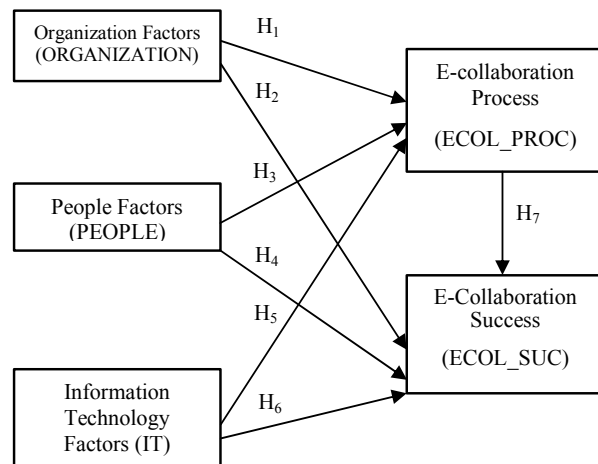 Organization Factors
(ORGANIZATION)
H₁
E-collaboration
Process
(ECOL_PROC)
H₂
H₃
People Factors
(PEOPLE)
H₄
H₇
H₅
E-Collaboration
Success
(ECOL_SUC)
Information
Technology
Factors (IT)
H₆